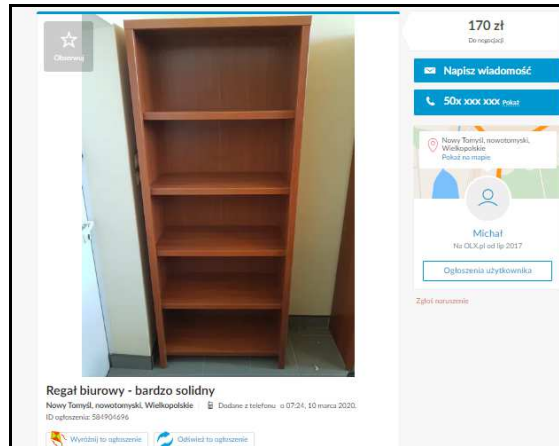 Obserwuj
170 zł
Do negocjacji
Napisz wiadomość
50x xxx xxx Pokaż
Nowy Tomyśl, nowotomyski,
Wielkopolskie
Pokaż na mapie
Michał
Na OLX.pl od lip 2017
Ogłoszenia użytkownika
Zgłoś naruszenie
Regał biurowy - bardzo solidny
Nowy Tomyśl, nowotomyski, Wielkopolskie Dodane z telefonu o 07:24, 10 marca 2020,
ID ogłoszenia: 584904696
Wyróżnij to ogłoszenie Odśwież to ogłoszenie